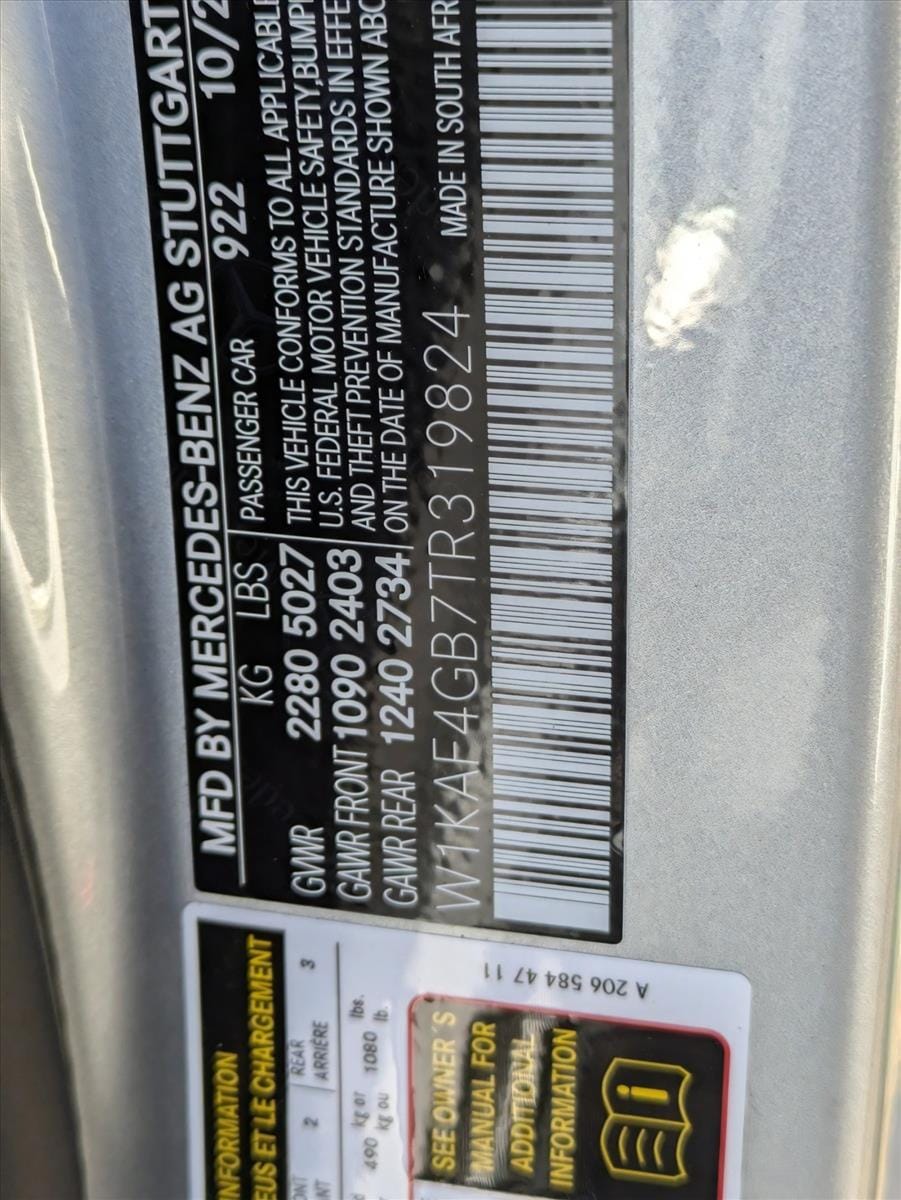 MFD BY MERCEDES-BENZ AG STUTTGART
KG LBS PASSENGER CAR 922 10/2
GVWR 2280 5027
GAWR FRONT 1090 2403
GAWR REAR 1240 2734
THIS VEHICLE CONFORMS TO ALL APPLICABLE
U.S. FEDERAL MOTOR VEHICLE SAFETY,BUMP
AND THEFT PREVENTION STANDARDS IN EFFE
ON THE DATE OF MANUFACTURE SHOWN ABO
W1KAF4GB7TR319824 MADE IN SOUTH AFR
NFORMATION
EUS ET LE CHARGEMENT
ONT 2 REAR 3
NT ARRIÈRE
490 kg or 1080 lbs.
kg ou lb.
SEE OWNER´S
MANUAL FOR
ADDITIONAL
INFORMATION
A 206 584 47 11